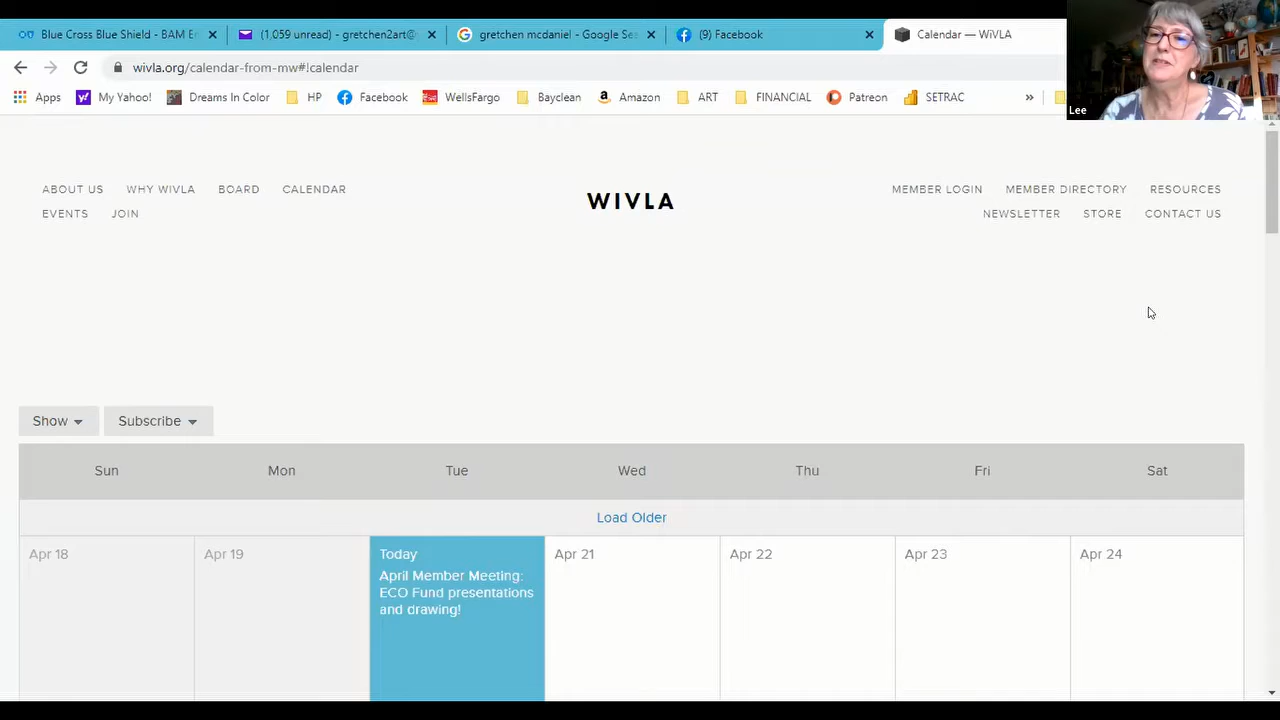 Blue Cross Blue Shield - BAM E
(1,059 unread) - gretchen2art@
gretchen mcdaniel - Google Sea
(9) Facebook
Calendar — WiVLA
wivla.org/calendar-from-mw#!calendar
Apps
My Yahoo!
Dreams In Color
HP
Facebook
WellsFargo
Bayclean
Amazon
ART
FINANCIAL
Patreon
SETRAC
»
Lee
ABOUT US WHY WIVLA BOARD CALENDAR
EVENTS JOIN
WIVLA
MEMBER LOGIN MEMBER DIRECTORY RESOURCES
NEWSLETTER STORE CONTACT US
Show Subscribe
Sun Mon Tue Wed Thu Fri Sat
Load Older
Apr 18 Apr 19 Today Apr 21 Apr 22 Apr 23 Apr 24
April Member Meeting:
ECO Fund presentations
and drawing!